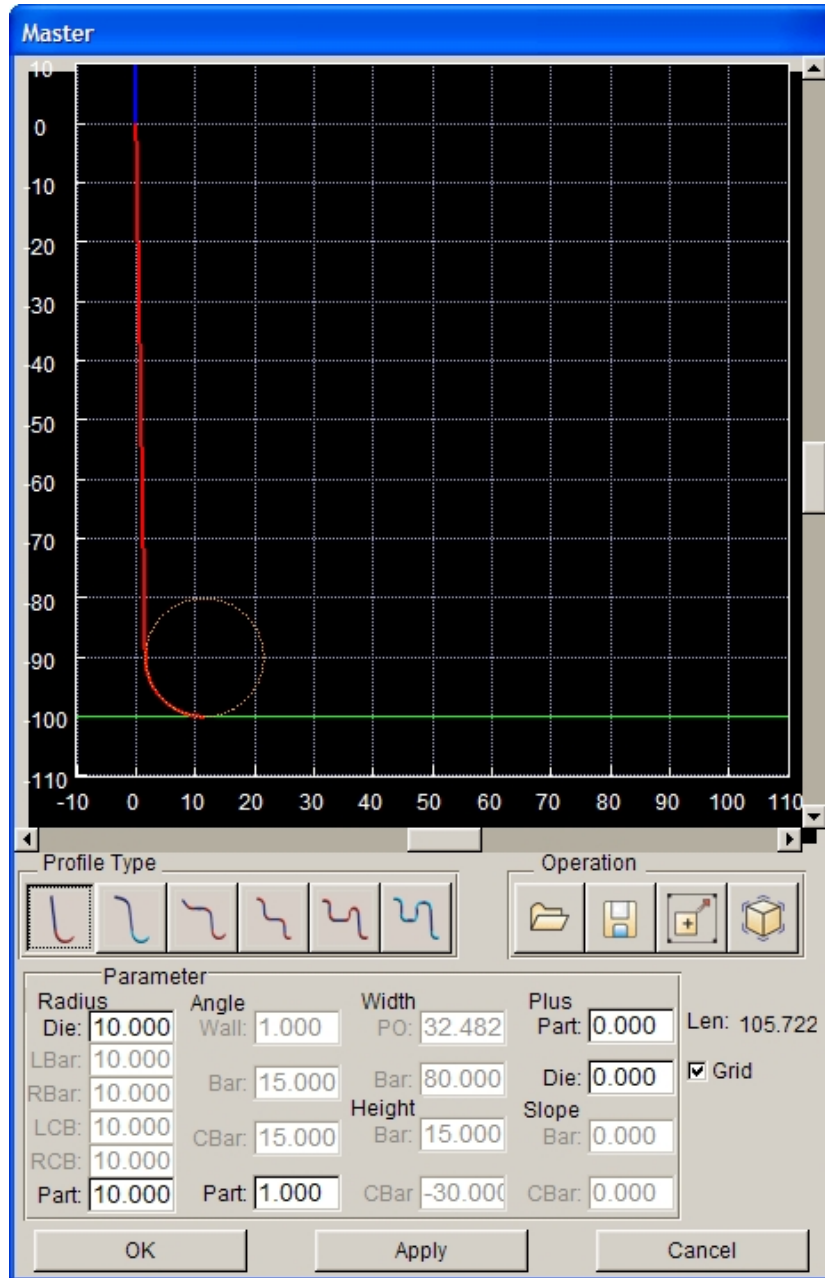 Master
10
0
-10
-20
-30
-40
-50
-60
-70
-80
-90
-100
-110
-10 0 10 20 30 40 50 60 70 80 90 100 110
Profile Type Operation
Parameter
Radius Angle Width Plus
Die: 10.000 Wall: 1.000 PO: 32.482 Part: 0.000 Len: 105.722
LBar: 10.000
RBar: 10.000 Bar: 15.000 Bar: 80.000 Die: 0.000 Grid
Height Slope
LCB: 10.000 CBar: 15.000 Bar: 15.000 Bar: 0.000
RCB: 10.000
Part: 10.000 Part: 1.000 CBar -30.000 CBar: 0.000
OK Apply Cancel